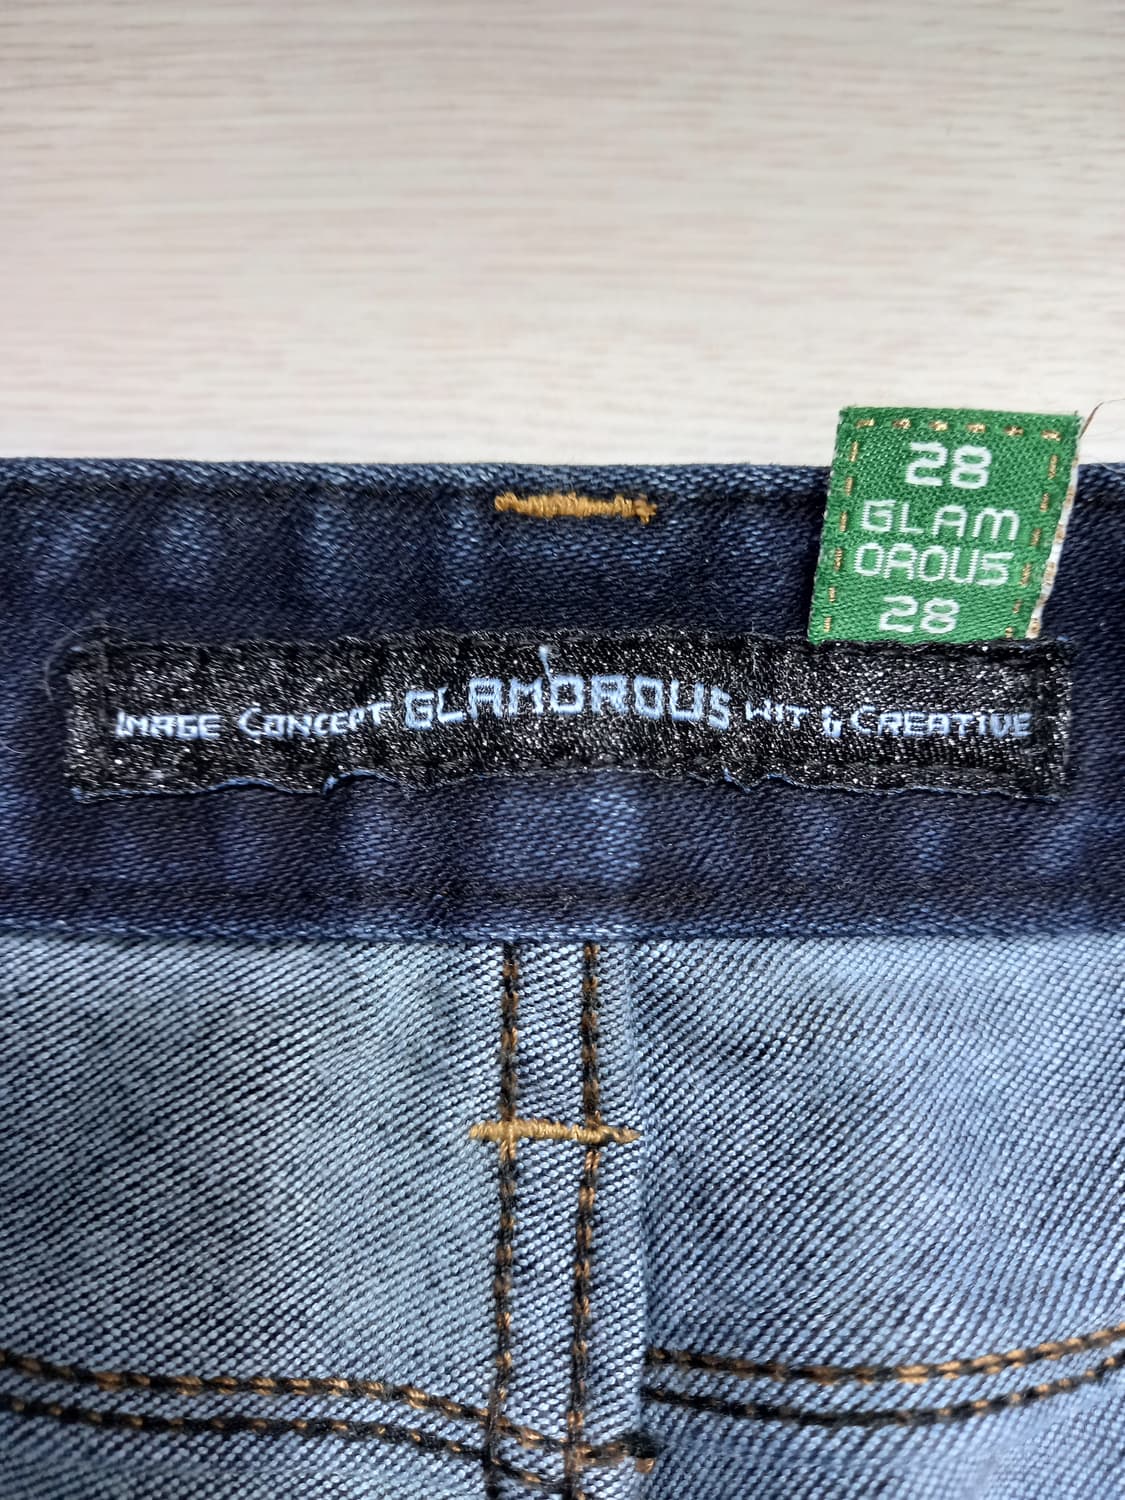 28
GLAM
OROUS
28
IMAGE CONCEPT GLAMOROUS WIT & CREATIVE